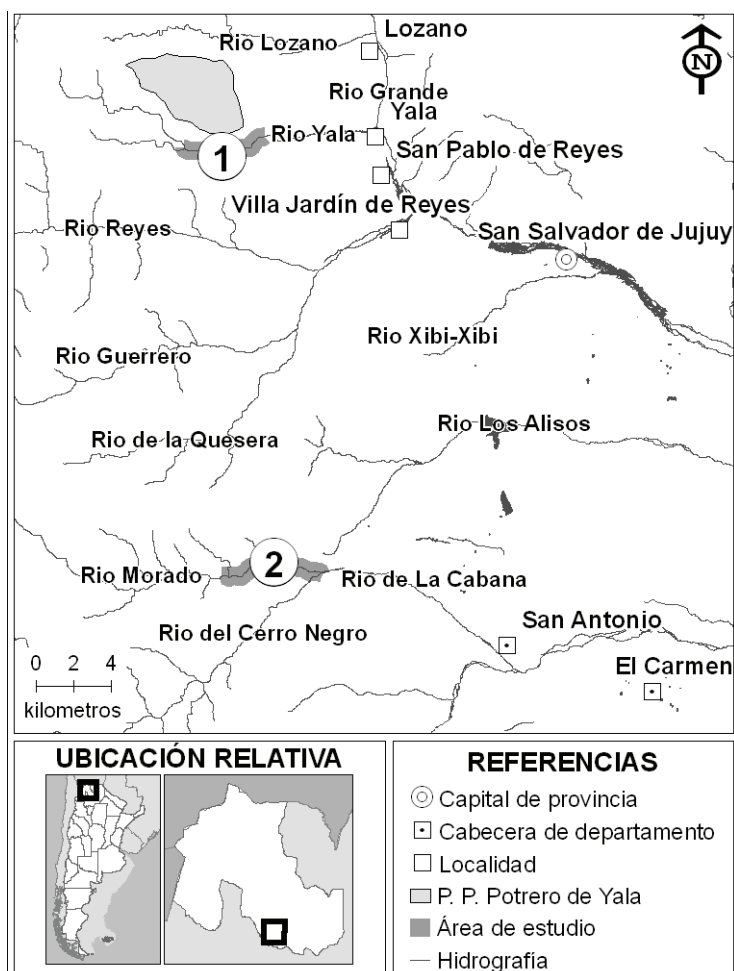 Lozano
Rio Lozano
N
Rio Grande
Yala
Rio Yala
1
San Pablo de Reyes
Villa Jardín de Reyes
Rio Reyes
San Salvador de Jujuy
Rio Xibi-Xibi
Rio Guerrero
Rio Los Alisos
Rio de la Quesera
2
Rio Morado
Rio de La Cabana
San Antonio
Rio del Cerro Negro
0 2 4
kilometros
El Carmen
UBICACIÓN RELATIVA
REFERENCIAS
Capital de provincia
Cabecera de departamento
Localidad
P. P. Potrero de Yala
Área de estudio
Hidrografía